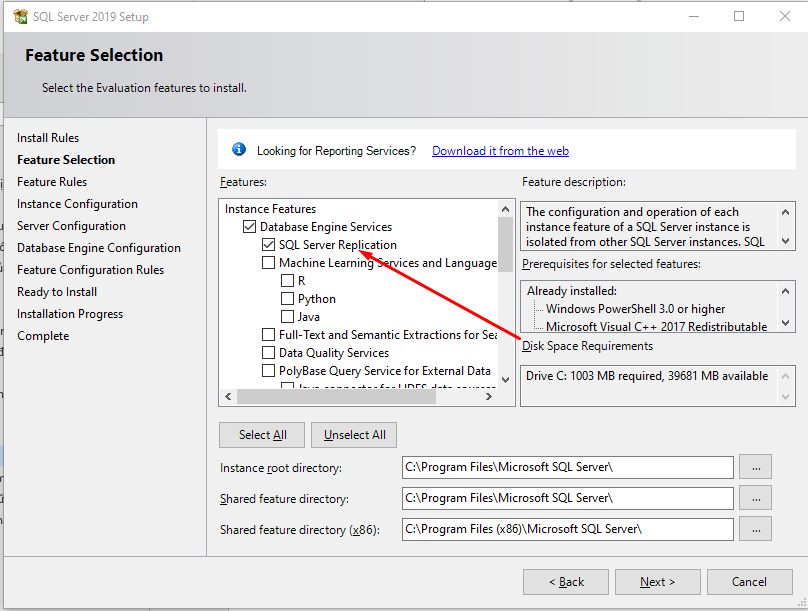 SQL Server 2019 Setup
Feature Selection
Select the Evaluation features to install.
Install Rules
Feature Selection
Feature Rules
Instance Configuration
Server Configuration
Database Engine Configuration
Feature Configuration Rules
Ready to Install
Installation Progress
Complete
Looking for Reporting Services? Download it from the web
Features:
Instance Features
Database Engine Services
SQL Server Replication
Machine Learning Services and Language
R
Python
Java
Full-Text and Semantic Extractions for Sea
Data Quality Services
PolyBase Query Service for External Data
Java connector for HDFS data sources
Feature description:
The configuration and operation of each
instance feature of a SQL Server instance is
isolated from other SQL Server instances. SQL
Prerequisites for selected features:
Already installed:
Windows PowerShell 3.0 or higher
Microsoft Visual C++ 2017 Redistributable
Disk Space Requirements
Drive C: 1003 MB required, 39681 MB available
Select All
Unselect All
Instance root directory: C:\Program Files\Microsoft SQL Server\ ...
Shared feature directory: C:\Program Files\Microsoft SQL Server\ ...
Shared feature directory (x86): C:\Program Files (x86)\Microsoft SQL Server\ ...
< Back
Next >
Cancel